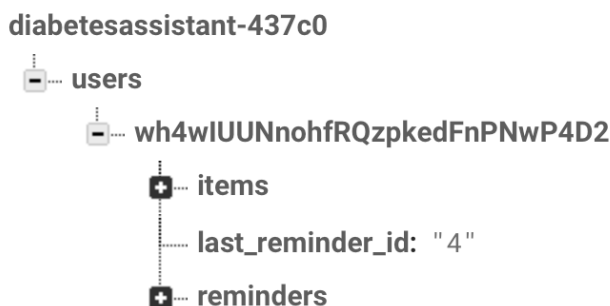 diabetesassistant-437c0
users
wh4wIUUNnohfRQzpkedFnPNwP4D2
items
last_reminder_id: "4"
reminders